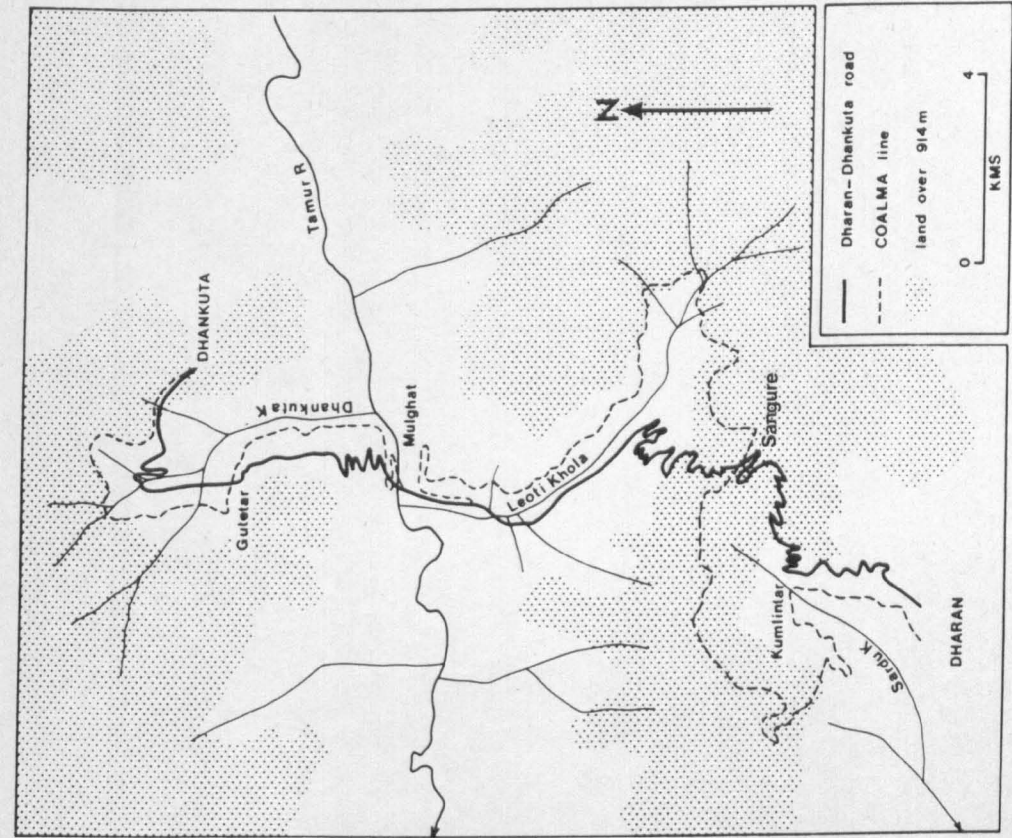 N
Tamur R
DHANKUTA
Dhankuta K
Mulghat
Guletar
Leoti Khola
Sangure
Kumlintar
Sardu K
DHARAN
Dharan-Dhankuta road
COALMA line
land over 914m
0 4
KMS